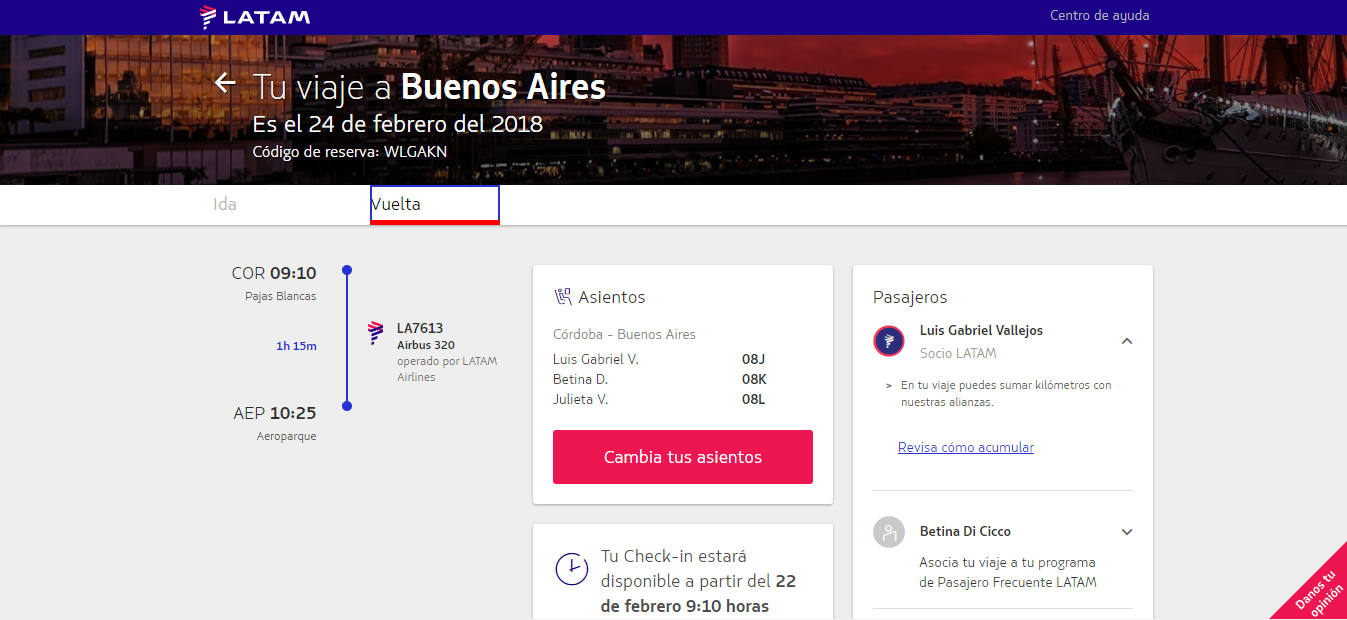 LATAM
Centro de ayuda
Tu viaje a Buenos Aires
Es el 24 de febrero del 2018
Código de reserva: WLGAKN
Ida
Vuelta
COR 09:10
Pajas Blancas
1h 15m
AEP 10:25
Aeroparque
LA7613
Airbus 320
operado por LATAM
Airlines
Asientos
Córdoba - Buenos Aires
Luis Gabriel V. 08J
Betina D. 08K
Julieta V. 08L
Cambia tus asientos
Tu Check-in estará
disponible a partir del 22
de febrero 9:10 horas
Pasajeros
Luis Gabriel Vallejos
Socio LATAM
> En tu viaje puedes sumar kilómetros con
nuestras alianzas.
Revisa cómo acumular
Betina Di Cicco
Asocia tu viaje a tu programa
de Pasajero Frecuente LATAM
Danos tu
opinión